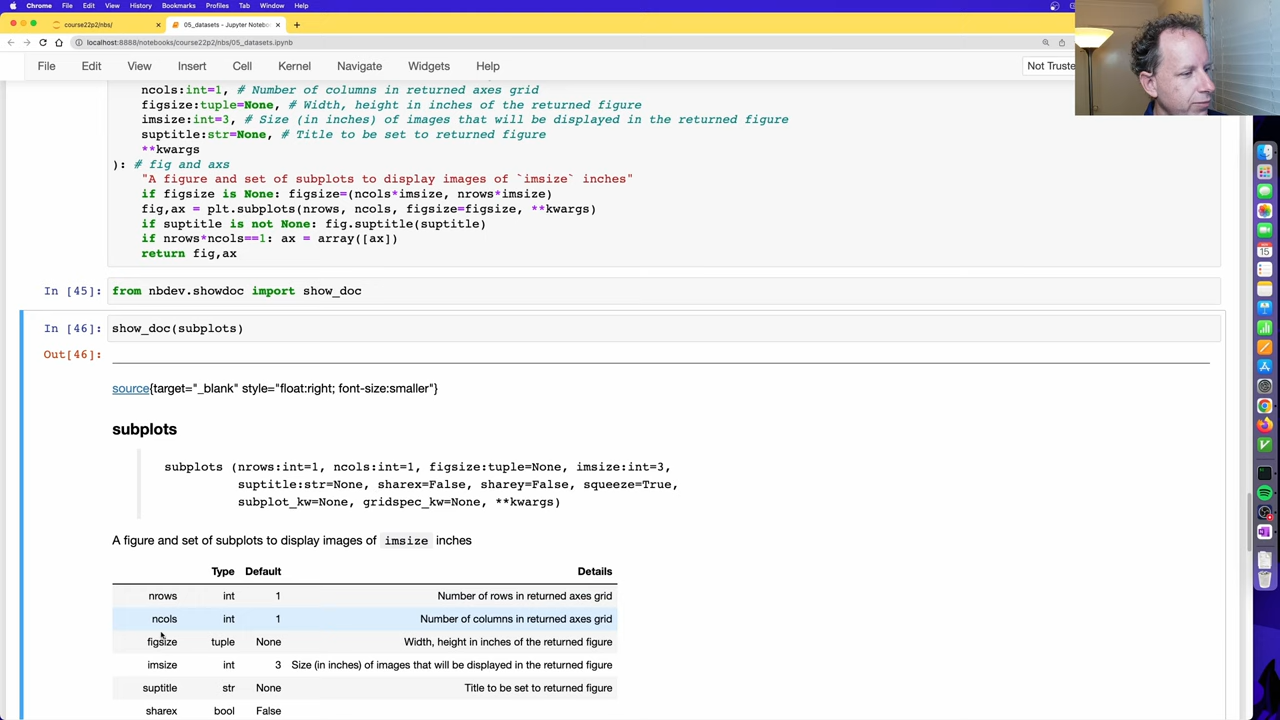 Chrome File Edit View History Bookmarks Profiles Tab Window Help
course22p2/nbs/
05_datasets - Jupyter Noteb
localhost:8888/notebooks/course22p2/nbs/05_datasets.ipynb
File Edit View Insert Cell Kernel Navigate Widgets Help
Not Truste
ncols:int=1, # Number of columns in returned axes grid
figsize:tuple=None, # Width, height in inches of the returned figure
imsize:int=3, # Size (in inches) of images that will be displayed in the returned figure
suptitle:str=None, # Title to be set to returned figure
**kwargs
): # fig and axs
"A figure and set of subplots to display images of `imsize` inches"
if figsize is None: figsize=(ncols*imsize, nrows*imsize)
fig,ax = plt.subplots(nrows, ncols, figsize=figsize, **kwargs)
if suptitle is not None: fig.suptitle(suptitle)
if nrows*ncols==1: ax = array([ax])
return fig,ax
In [45]: from nbdev.showdoc import show_doc
In [46]: show_doc(subplots)
Out[46]:
source{target="_blank" style="float:right; font-size:smaller"}
subplots
subplots (nrows:int=1, ncols:int=1, figsize:tuple=None, imsize:int=3,
suptitle:str=None, sharex=False, sharey=False, squeeze=True,
subplot_kw=None, gridspec_kw=None, **kwargs)
A figure and set of subplots to display images of imsize inches
Type Default Details
nrows int 1 Number of rows in returned axes grid
ncols int 1 Number of columns in returned axes grid
figsize tuple None Width, height in inches of the returned figure
imsize int 3 Size (in inches) of images that will be displayed in the returned figure
suptitle str None Title to be set to returned figure
sharex bool False
15